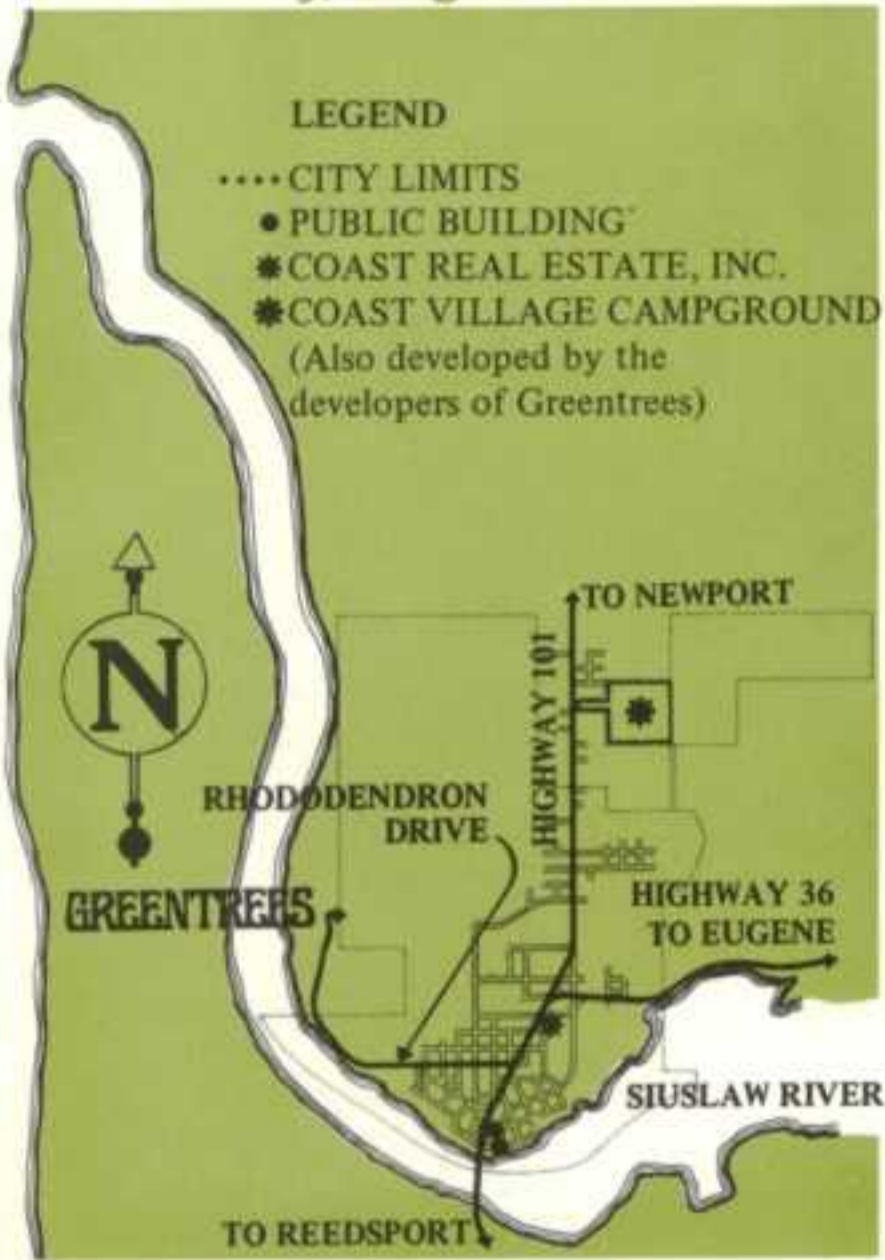 LEGEND
····CITY LIMITS
●PUBLIC BUILDING
✸COAST REAL ESTATE, INC.
✸COAST VILLAGE CAMPGROUND
(Also developed by the
developers of Greentrees)
TO NEWPORT
HIGHWAY 101
N
RHODODENDRON
DRIVE
GREENTREES
HIGHWAY 36
TO EUGENE
SIUSLAW RIVER
TO REEDSPORT